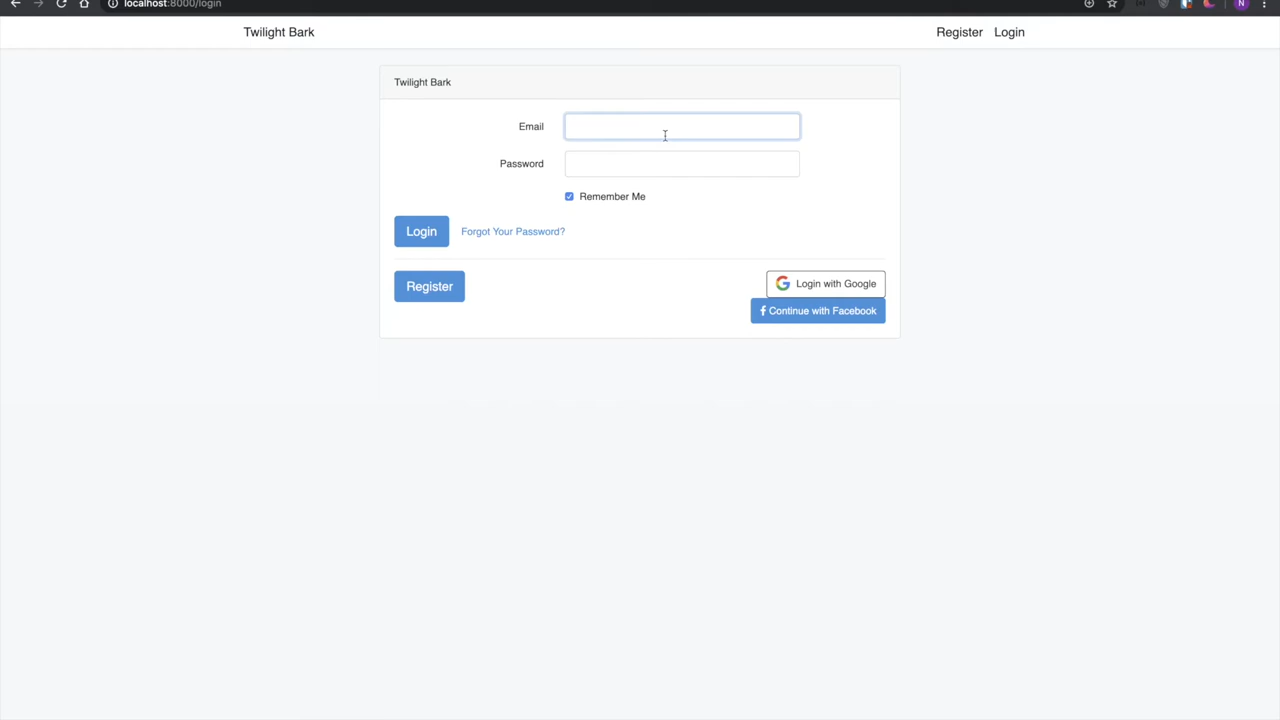 localhost:8000/login
N
Twilight Bark
Register Login
Twilight Bark
Email
Password
Remember Me
Login Forgot Your Password?
Register
Login with Google
Continue with Facebook